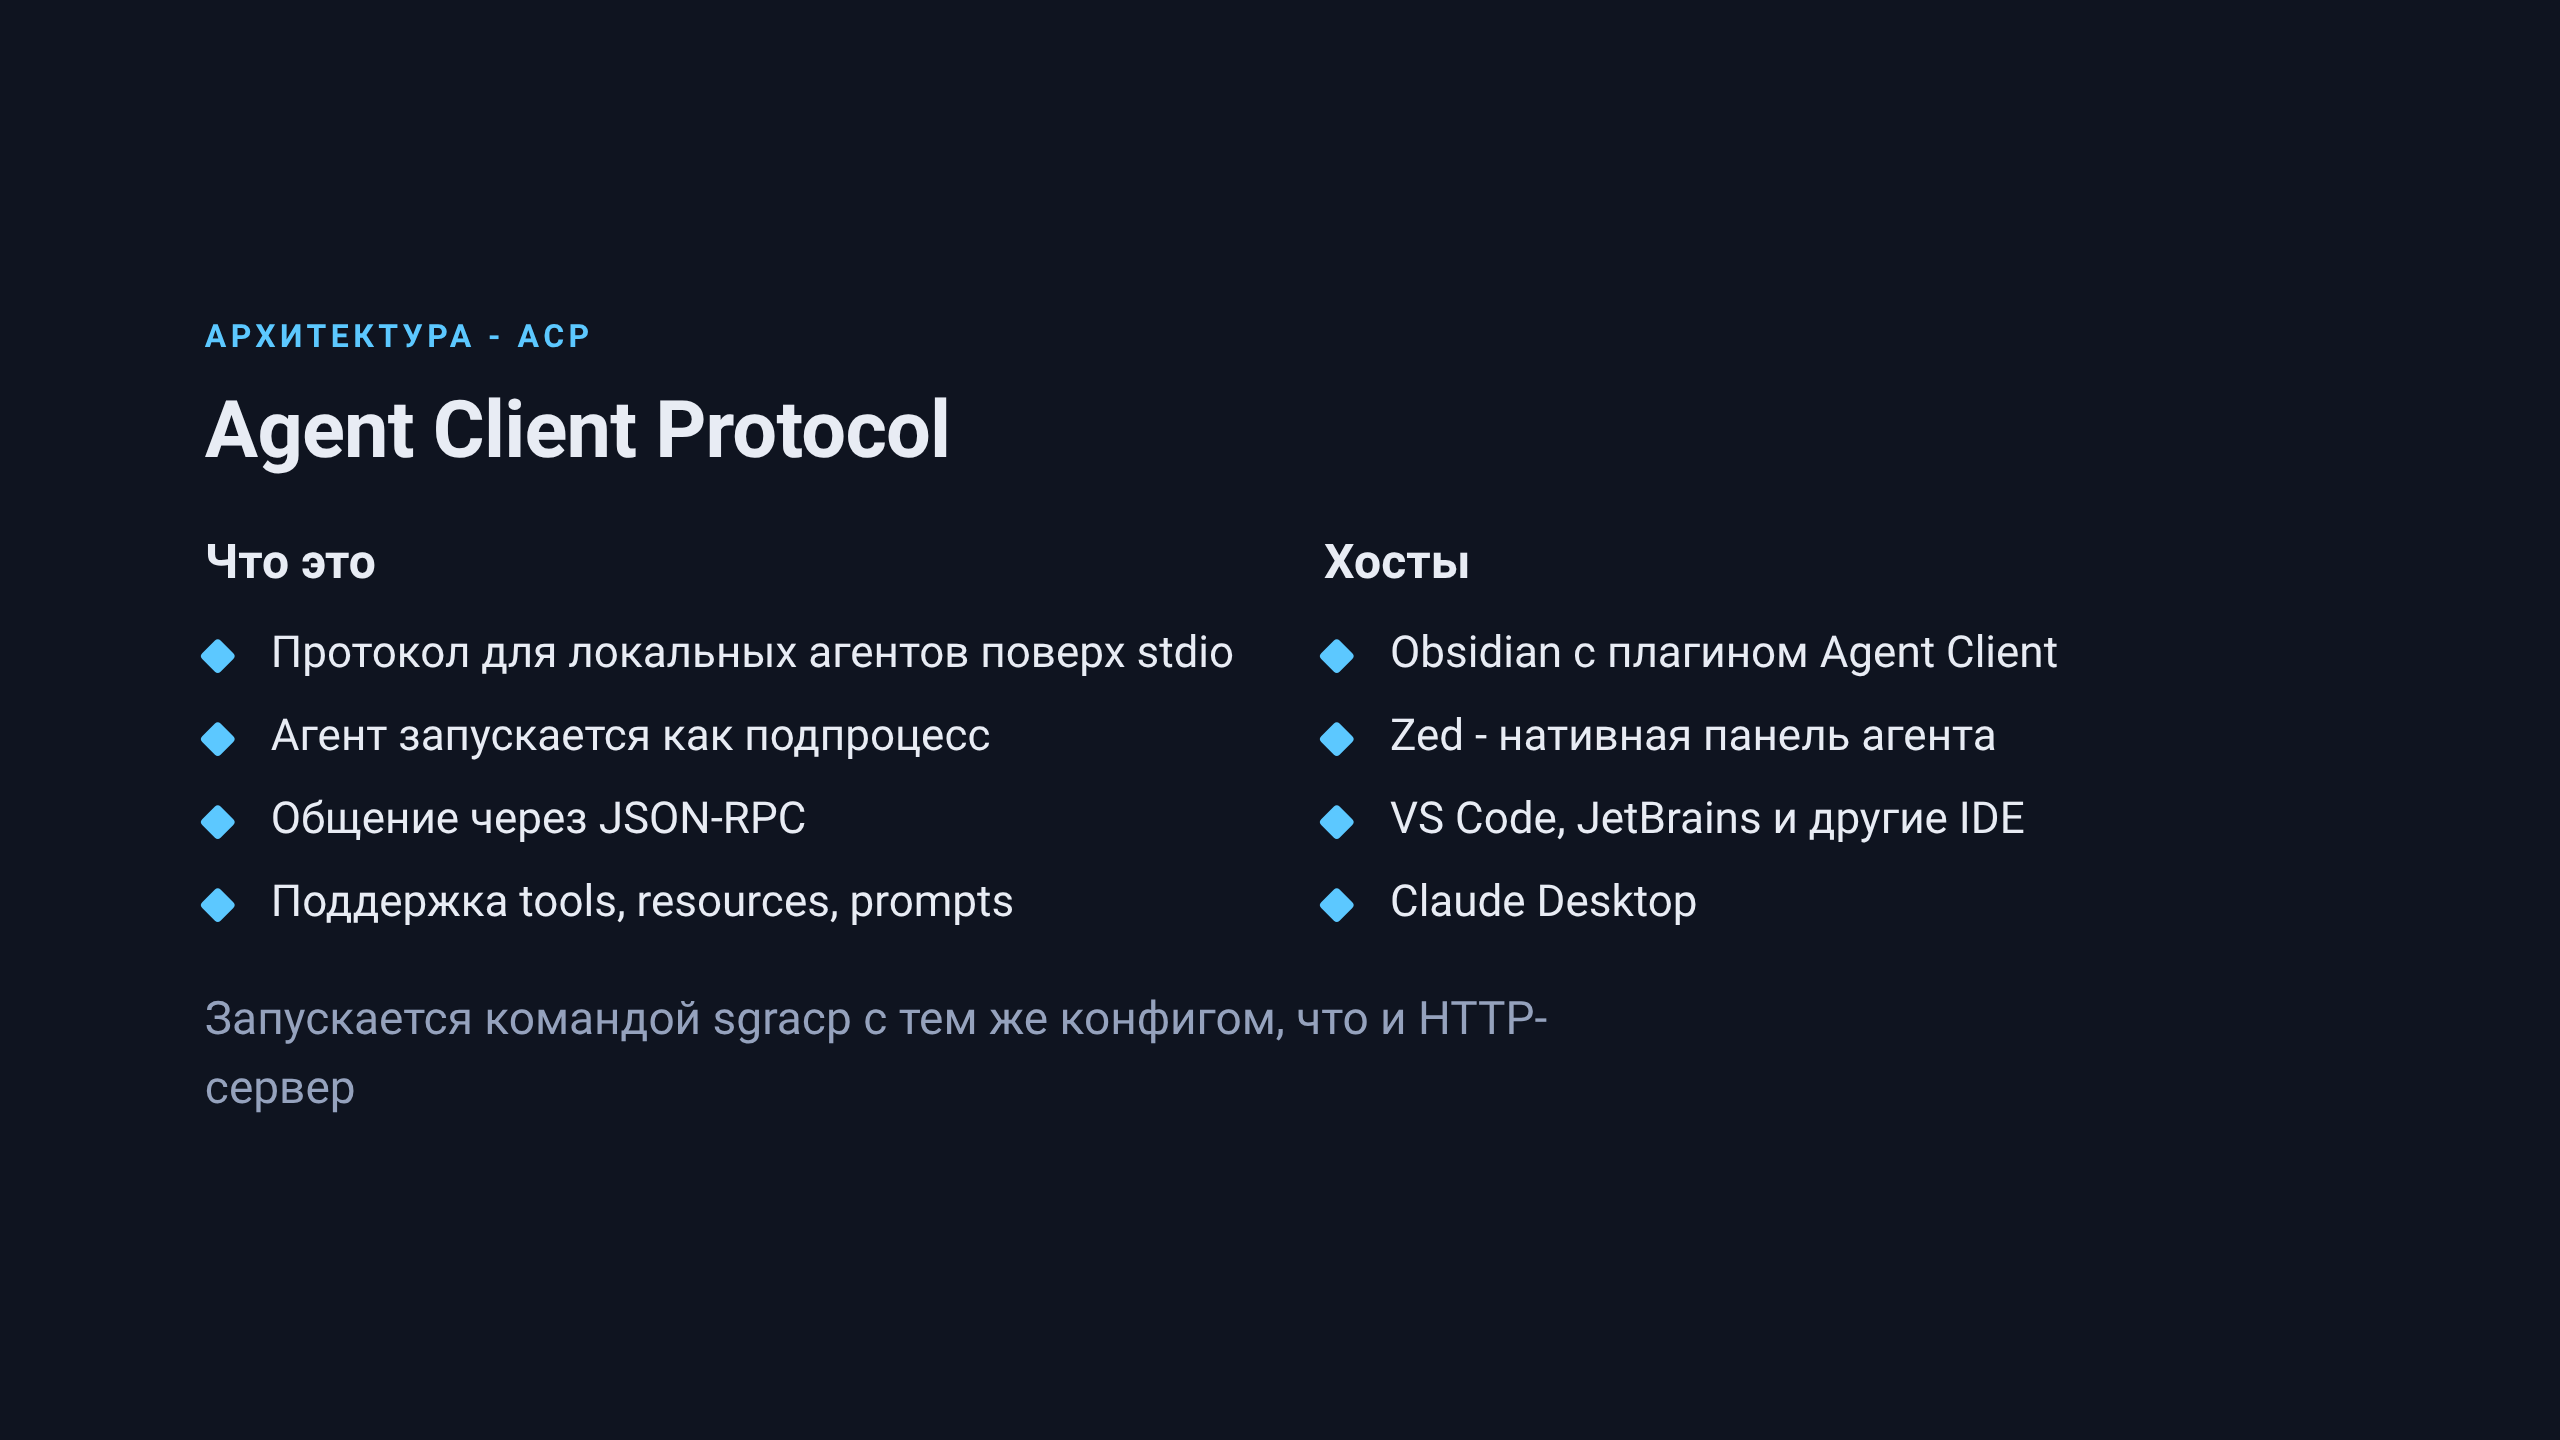 АРХИТЕКТУРА - ACP
Agent Client Protocol
Что это
Протокол для локальных агентов поверх stdio
Агент запускается как подпроцесс
Общение через JSON-RPC
Поддержка tools, resources, prompts
Хосты
Obsidian с плагином Agent Client
Zed - нативная панель агента
VS Code, JetBrains и другие IDE
Claude Desktop
Запускается командой sgracp с тем же конфигом, что и HTTP-
сервер